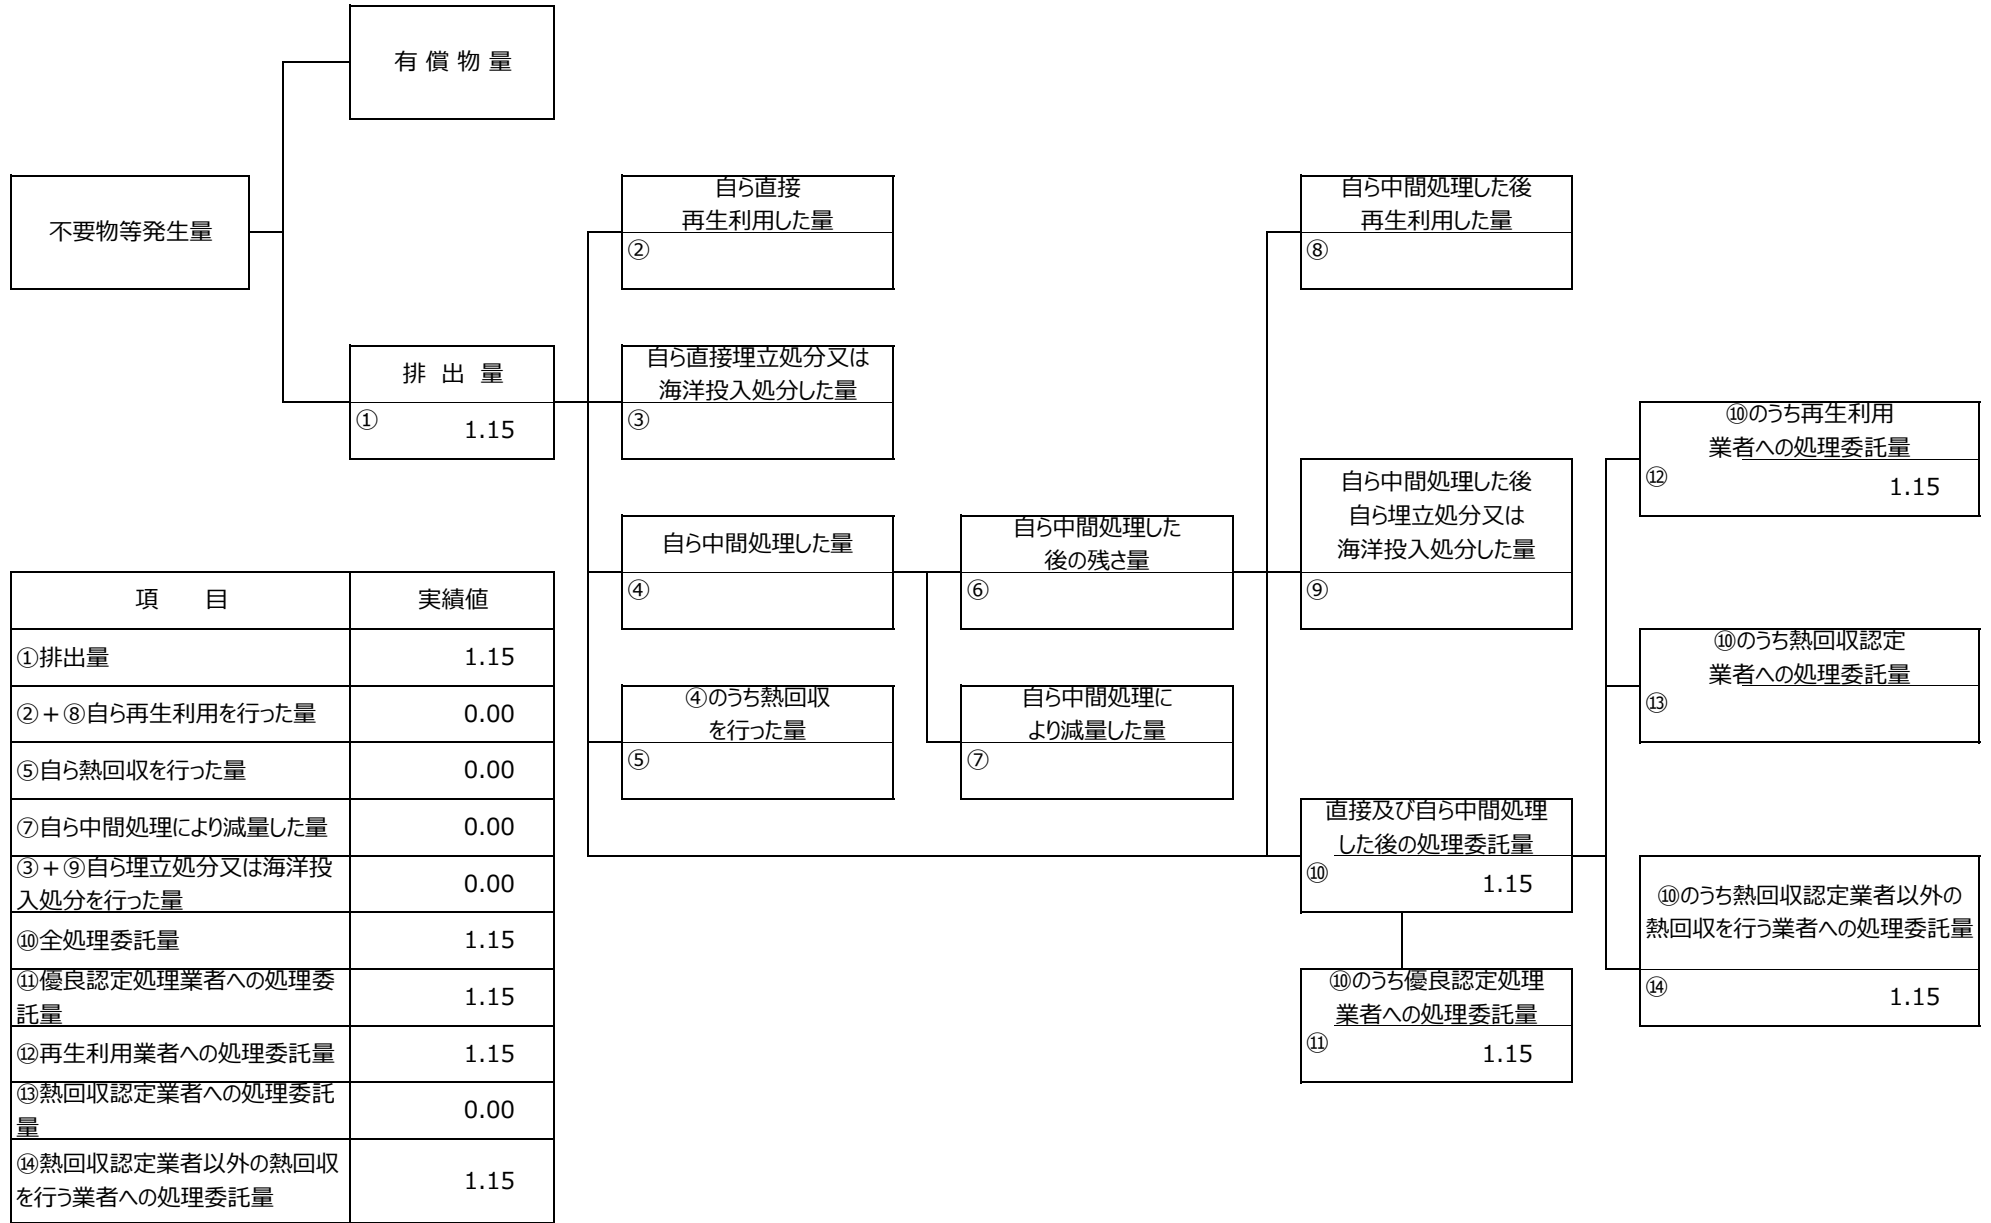 有 償 物 量
不要物等発生量
排 出 量
① 1.15
自ら直接
再生利用した量
②
自ら直接埋立処分又は
海洋投入処分した量
③
自ら中間処理した量
④
④のうち熱回収
を行った量
⑤
自ら中間処理した
後の残さ量
⑥
自ら中間処理に
より減量した量
⑦
自ら中間処理した後
再生利用した量
⑧
自ら中間処理した後
自ら埋立処分又は
海洋投入処分した量
⑨
直接及び自ら中間処理
した後の処理委託量
⑩ 1.15
⑩のうち優良認定処理
業者への処理委託量
⑪ 1.15
⑩のうち再生利用
業者への処理委託量
⑫ 1.15
⑩のうち熱回収認定
業者への処理委託量
⑬
⑩のうち熱回収認定業者以外の
熱回収を行う業者への処理委託量
⑭ 1.15
項 目 実績値
①排出量 1.15
②+⑧自ら再生利用を行った量 0.00
⑤自ら熱回収を行った量 0.00
⑦自ら中間処理により減量した量 0.00
③+⑨自ら埋立処分又は海洋投
入処分を行った量 0.00
⑩全処理委託量 1.15
⑪優良認定処理業者への処理委
託量 1.15
⑫再生利用業者への処理委託量 1.15
⑬熱回収認定業者への処理委託
量 0.00
⑭熱回収認定業者以外の熱回収
を行う業者への処理委託量 1.15